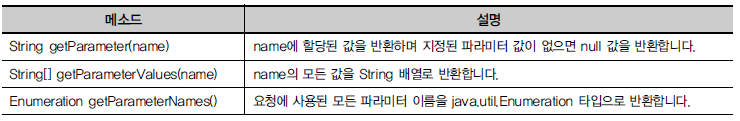 메소드 설명
String getParameter(name) name에 할당된 값을 반환하며 지정된 파라미터 값이 없으면 null 값을 반환합니다.
String[] getParameterValues(name) name의 모든 값을 String 배열로 반환합니다.
Enumeration getParameterNames() 요청에 사용된 모든 파라미터 이름을 java.util.Enumeration 타입으로 반환합니다.